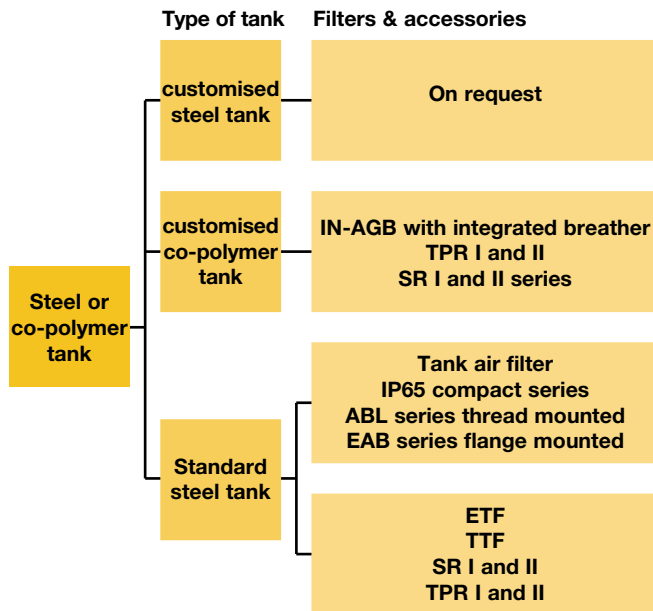 Type of tank
Filters & accessories
customised
steel tank
On request
customised
co-polymer
tank
IN-AGB with integrated breather
TPR I and II
SR I and II series
Steel or
co-polymer
tank
Tank air filter
IP65 compact series
ABL series thread mounted
EAB series flange mounted
Standard
steel tank
ETF
TTF
SR I and II
TPR I and II